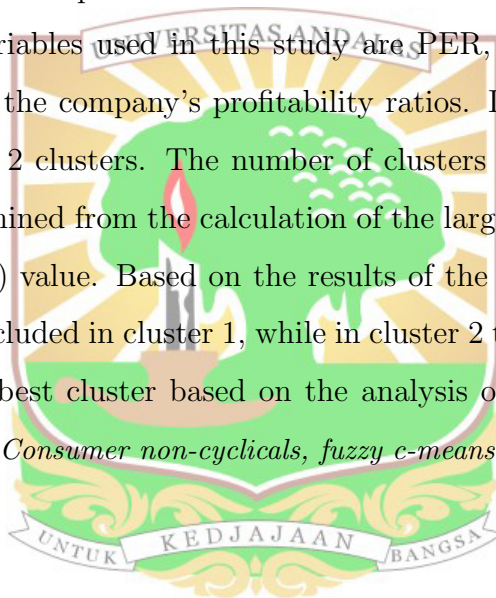 UNIVERSITAS ANDALAS
riables used in this study are PER,
the company's profitability ratios. I
2 clusters. The number of clusters
ined from the calculation of the larg
) value. Based on the results of the
cluded in cluster 1, while in cluster 2 t
best cluster based on the analysis o
Consumer non-cyclicals, fuzzy c-means
UNTUK KEDJAJAAN BANGSA